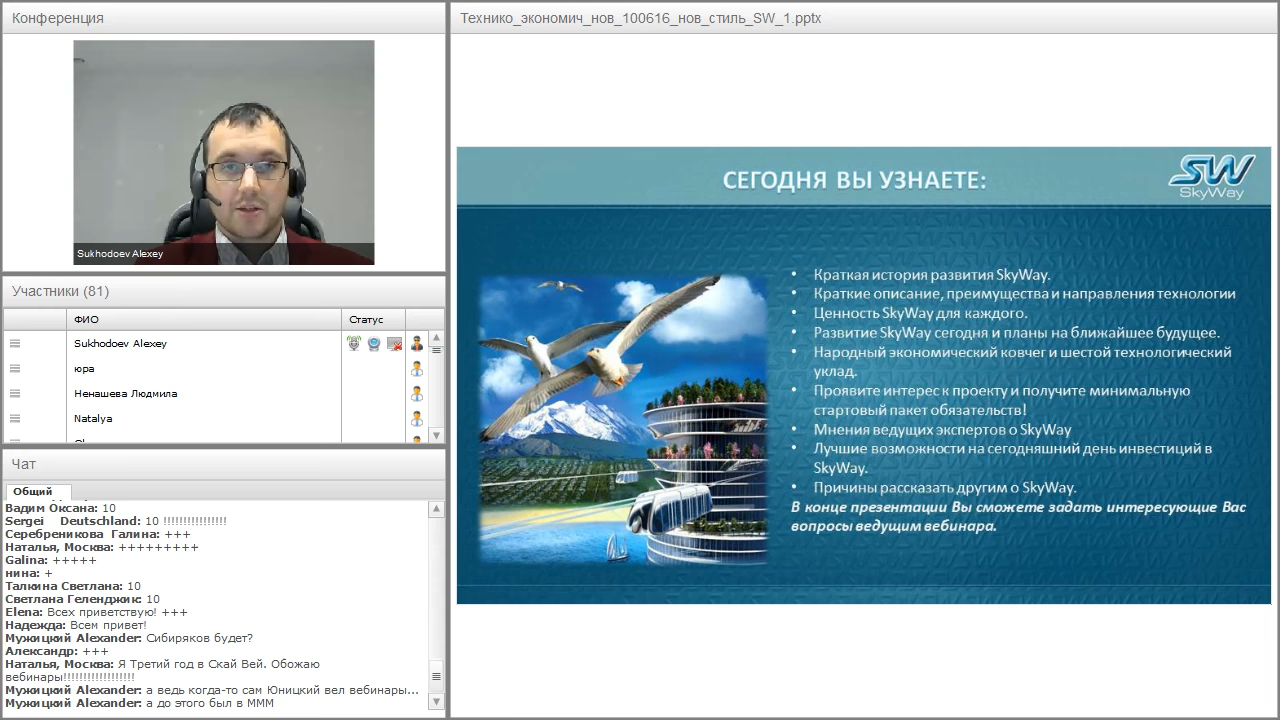 Конференция
Sukhodoev Alexey
Участники (81)
ФИО
Статус
Sukhodoev Alexey
юра
Ненашева Людмила
Natalya
Чат
Общий
Вадим Оксана: 10
Sergei Deutschland: 10 !!!!!!!!!!!!!!!!
Серебреникова Галина: +++
Наталья, Москва: +++++++++
Galina: +++++
нина: +
Талкина Светлана: 10
Светлана Геленджик: 10
Elena: Всех приветствую! +++
Надежда: Всем привет!
Мужицкий Alexander: Сибиряков будет?
Александр: +++
Наталья, Москва: Я Третий год в Скай Вей. Обожаю
вебинары!!!!!!!!!!!!!!!!!!
Мужицкий Alexander: а ведь когда-то сам Юницкий вел вебинары...
Мужицкий Alexander: а до этого был в МММ
Технико_экономич_нов_100616_нов_стиль_SW_1.pptx
СЕГОДНЯ ВЫ УЗНАЕТЕ:
SW
SkyWay
• Краткая история развития SkyWay.
• Краткие описание, преимущества и направления технологии
• Ценность SkyWay для каждого.
• Развитие SkyWay сегодня и планы на ближайшее будущее.
• Народный экономический ковчег и шестой технологический
уклад.
• Проявите интерес к проекту и получите минимальную
стартовый пакет обязательств!
• Мнения ведущих экспертов о SkyWay
• Лучшие возможности на сегодняшний день инвестиций в
SkyWay.
• Причины рассказать другим о SkyWay.
В конце презентации Вы сможете задать интересующие Вас
вопросы ведущим вебинара.